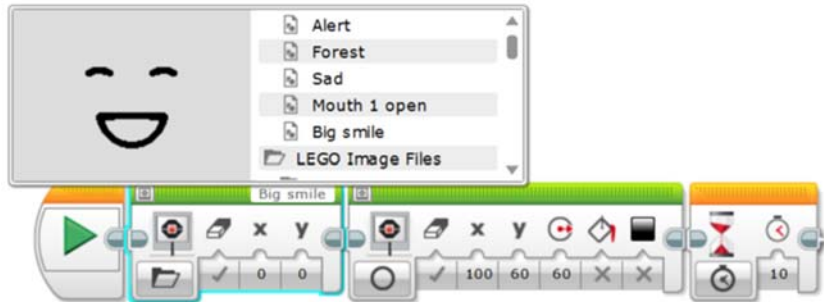 Alert
Forest
Sad
Mouth 1 open
Big smile
LEGO Image Files
Big smile
x y x y
0 0 100 60 60 10